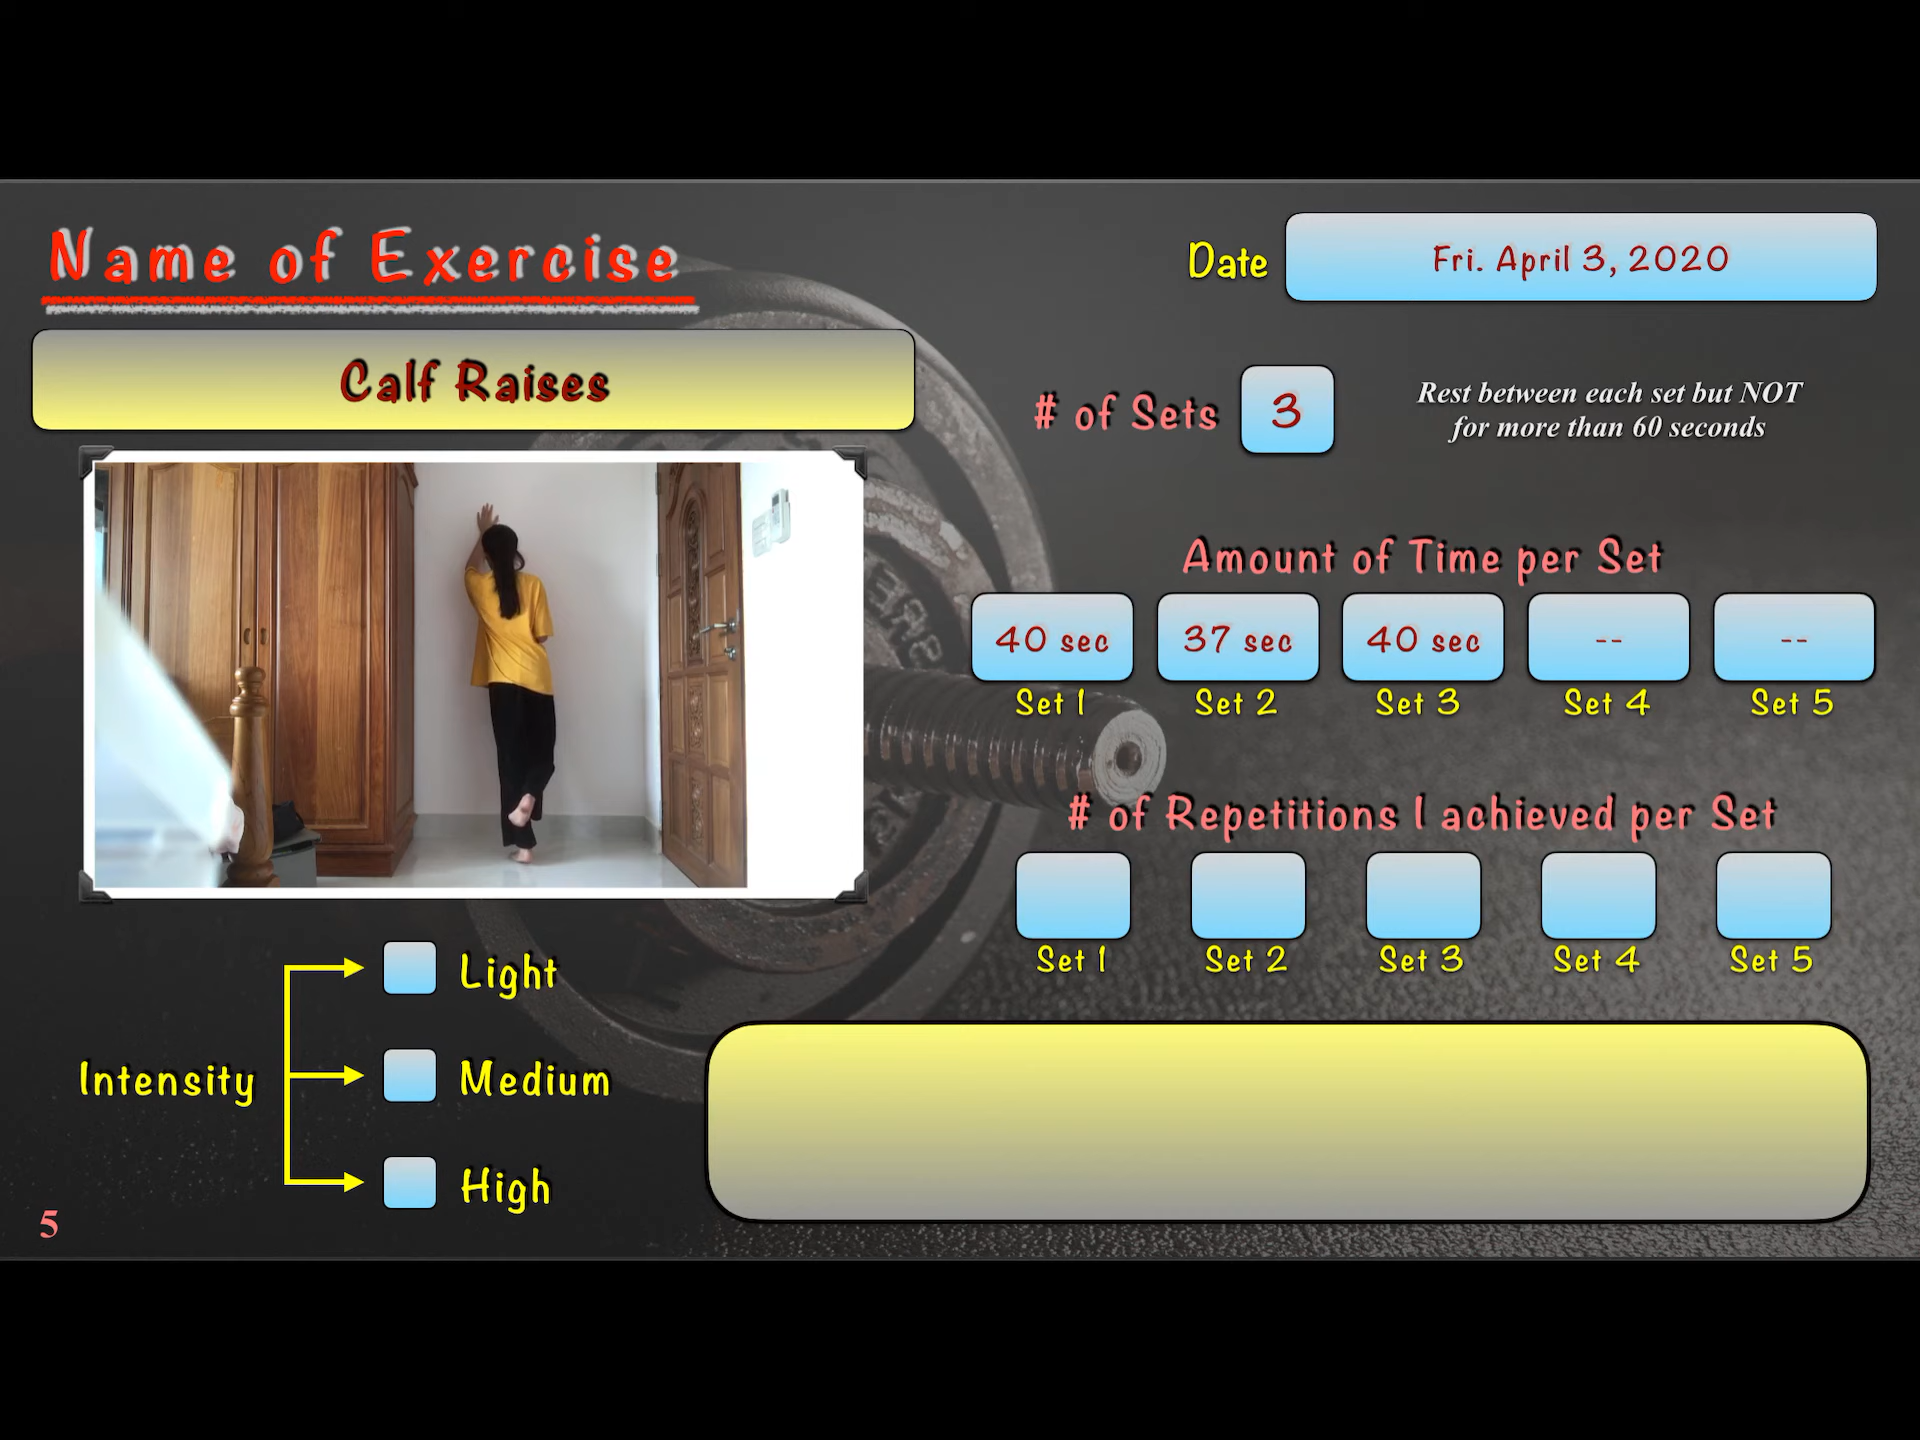 Name of Exercise
Date
Fri. April 3, 2020
Calf Raises
# of Sets
3
Rest between each set but NOT
for more than 60 seconds
Amount of Time per Set
40 sec
37 sec
40 sec
--
--
Set 1
Set 2
Set 3
Set 4
Set 5
# of Repetitions I achieved per Set
Set 1
Set 2
Set 3
Set 4
Set 5
Intensity
Light
Medium
High
5